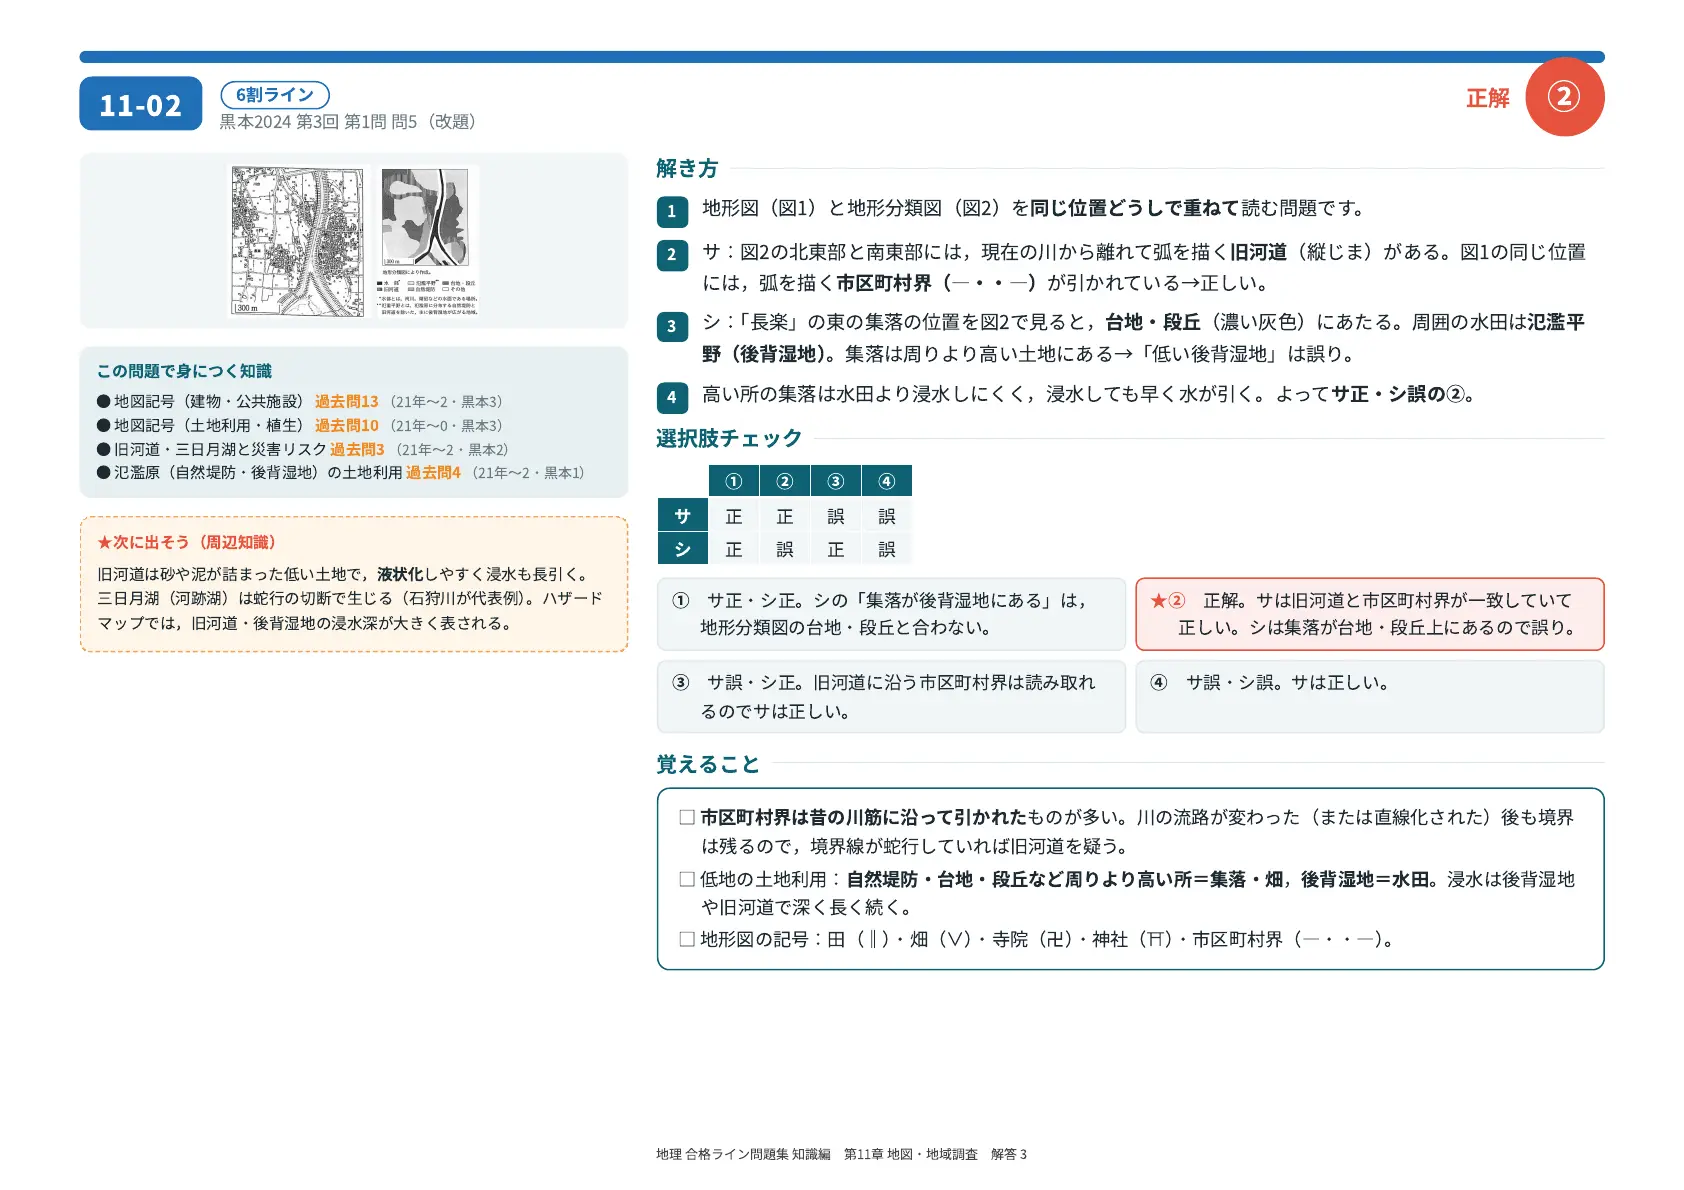 11-02
6割ライン
黒本2024 第3回 第1問 問5（改題）
正解
②
300 m
300 m
地形分類図により作成。
この問題で身につく知識
● 地図記号（建物・公共施設） 過去問13 （21年～2・黒本3）
● 地図記号（土地利用・植生） 過去問10 （21年～0・黒本3）
● 旧河道・三日月湖と災害リスク 過去問3 （21年～2・黒本2）
● 氾濫原（自然堤防・後背湿地）の土地利用 過去問4 （21年～2・黒本1）
★次に出そう（周辺知識）
旧河道は砂や泥が詰まった低い土地で，液状化しやすく浸水も長引く。
三日月湖（河跡湖）は蛇行の切断で生じる（石狩川が代表例）。ハザード
マップでは，旧河道・後背湿地の浸水深が大きく表される。
解き方
1 地形図（図1）と地形分類図（図2）を同じ位置どうしで重ねて読む問題です。
2 サ：図2の北東部と南東部には，現在の川から離れて弧を描く旧河道（縦じま）がある。図1の同じ位置
には，弧を描く市区町村界（―・・―）が引かれている→正しい。
3 シ：「長楽」の東の集落の位置を図2で見ると，台地・段丘（濃い灰色）にあたる。周囲の水田は氾濫平
野（後背湿地）。集落は周りより高い土地にある→「低い後背湿地」は誤り。
4 高い所の集落は水田より浸水しにくく，浸水しても早く水が引く。よってサ正・シ誤の②。
選択肢チェック
① ② ③ ④
サ 正 正 誤 誤
シ 正 誤 正 誤
① サ正・シ正。シの「集落が後背湿地にある」は，
地形分類図の台地・段丘と合わない。
★② 正解。サは旧河道と市区町村界が一致していて
正しい。シは集落が台地・段丘上にあるので誤り。
③ サ誤・シ正。旧河道に沿う市区町村界は読み取れ
るのでサは正しい。
④ サ誤・シ誤。サは正しい。
覚えること
□ 市区町村界は昔の川筋に沿って引かれたものが多い。川の流路が変わった（または直線化された）後も境界
は残るので，境界線が蛇行していれば旧河道を疑う。
□ 低地の土地利用：自然堤防・台地・段丘など周りより高い所＝集落・畑，後背湿地＝水田。浸水は後背湿地
や旧河道で深く長く続く。
□ 地形図の記号：田（‖）・畑（∨）・寺院（卍）・神社（⛩）・市区町村界（―・・―）。
地理 合格ライン問題集 知識編　第11章 地図・地域調査　解答 3